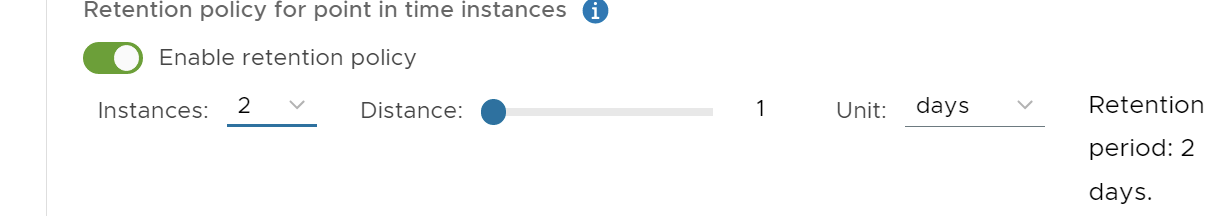 Retention policy for point in time instances
Enable retention policy
Instances: 2 Distance: 1 Unit: days Retention
period: 2
days.